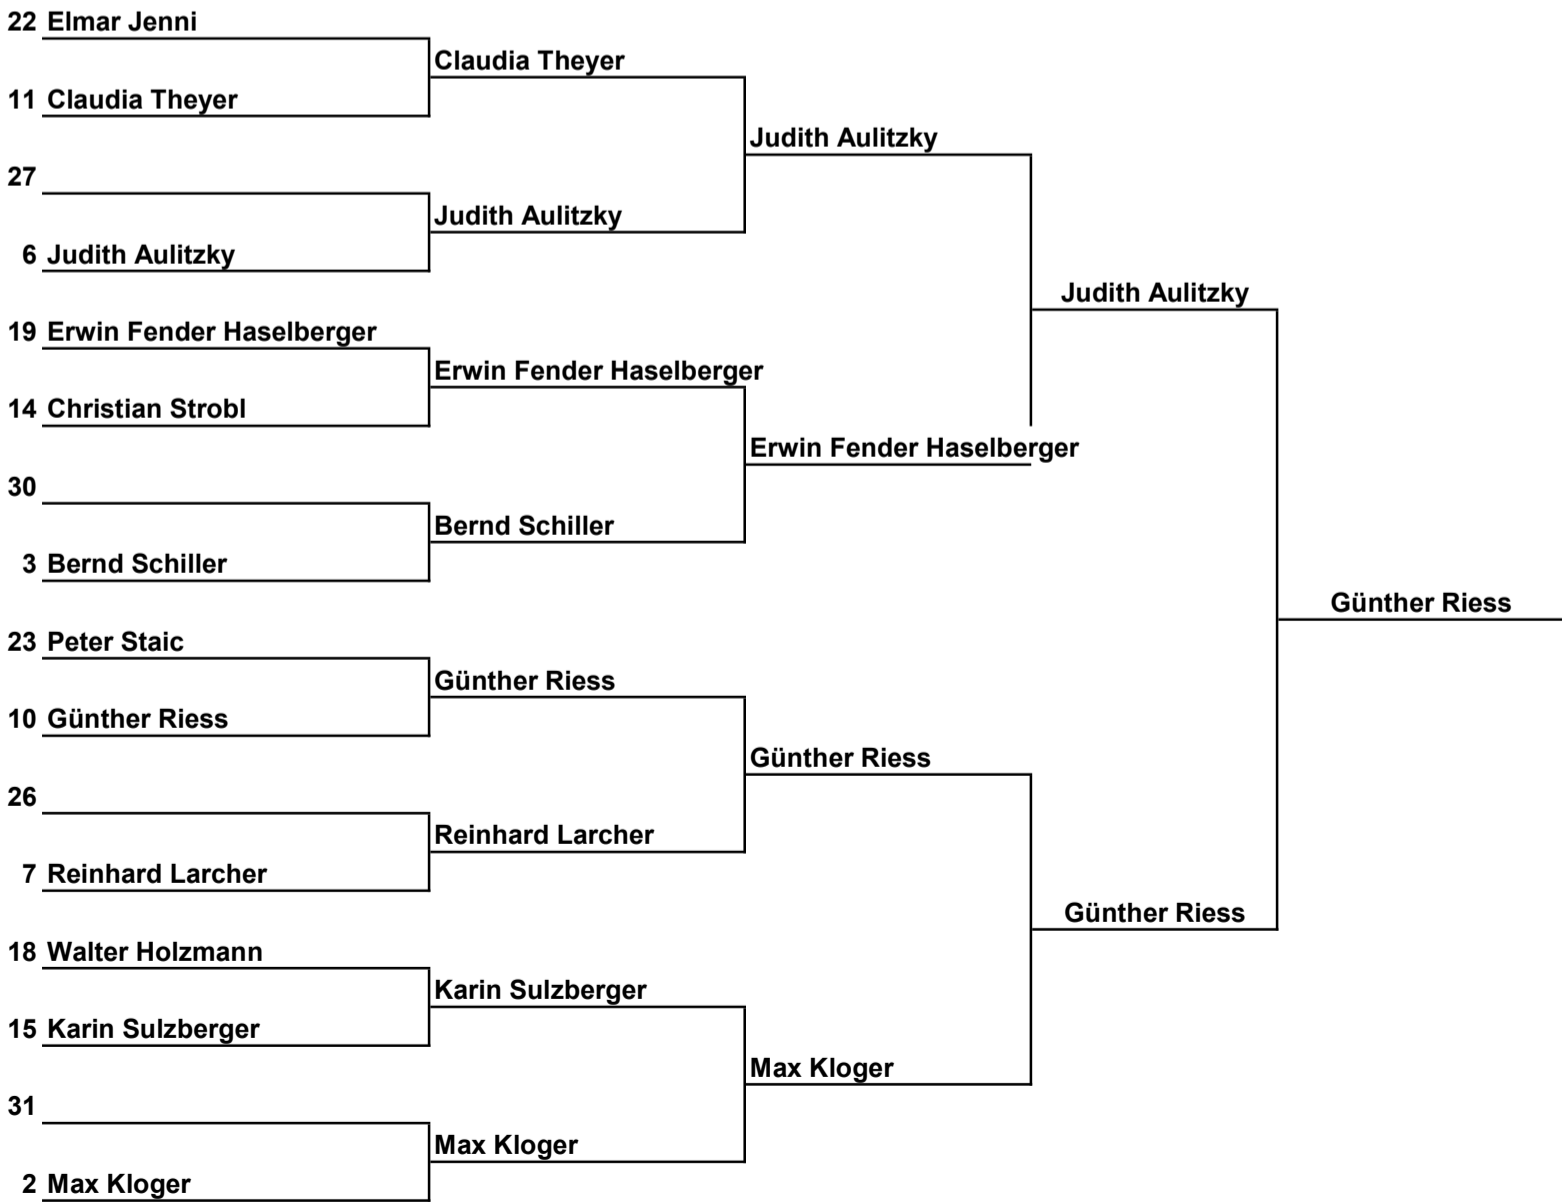 22 Elmar Jenni
Claudia Theyer
11 Claudia Theyer
Judith Aulitzky
27
Judith Aulitzky
6 Judith Aulitzky
Judith Aulitzky
19 Erwin Fender Haselberger
Erwin Fender Haselberger
14 Christian Strobl
Erwin Fender Haselberger
30
Bernd Schiller
3 Bernd Schiller
Günther Riess
23 Peter Staic
Günther Riess
10 Günther Riess
Günther Riess
26
Reinhard Larcher
7 Reinhard Larcher
Günther Riess
18 Walter Holzmann
Karin Sulzberger
15 Karin Sulzberger
Max Kloger
31
Max Kloger
2 Max Kloger